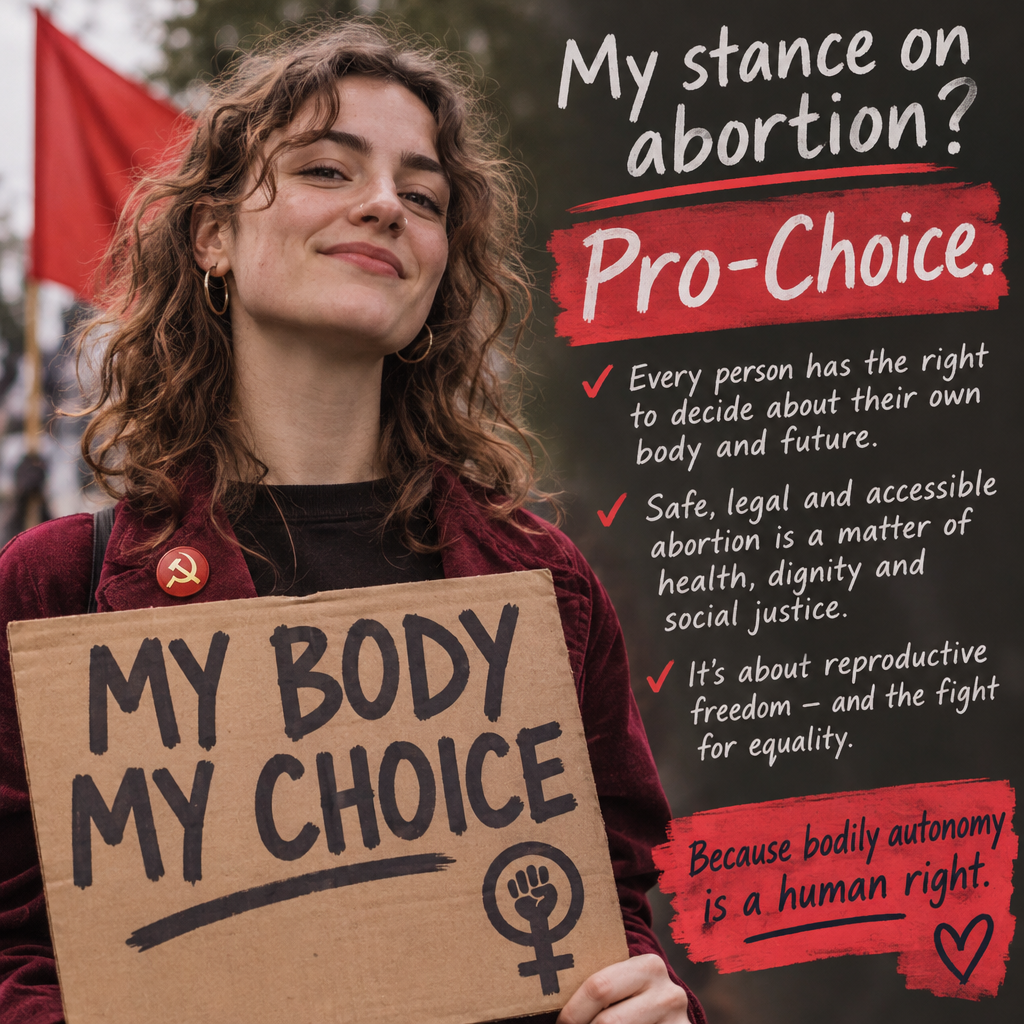 My stance on
abortion?
Pro-Choice.
Every person has the right
to decide about their own
body and future.
Safe, legal and accessible
abortion is a matter of
health, dignity and
social justice.
It's about reproductive
freedom – and the fight
for equality.
Because bodily autonomy
is a human right.
MY BODY
MY CHOICE